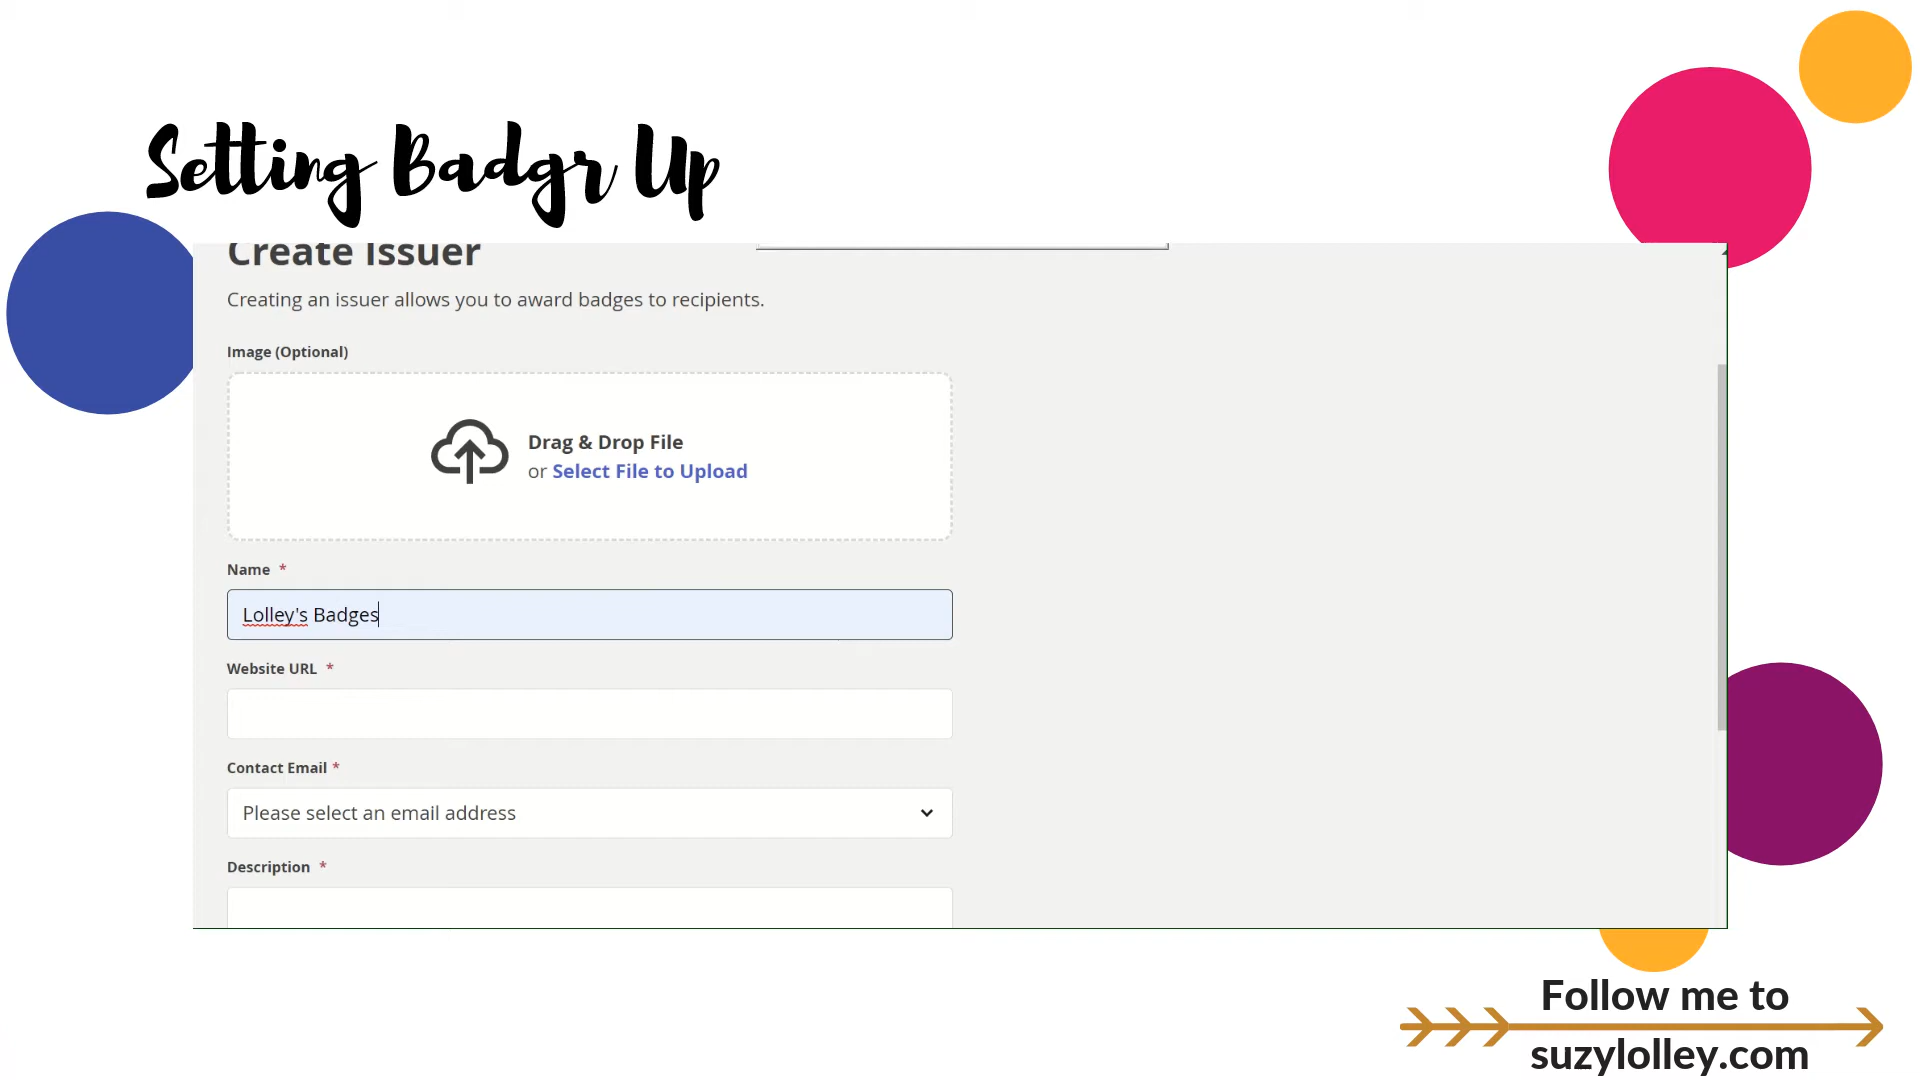 Setting Badgr Up
Create Issuer
Creating an issuer allows you to award badges to recipients.
Image (Optional)
Drag & Drop File
or Select File to Upload
Name *
Lolley's Badges
Website URL *
Contact Email *
Please select an email address
Description *
Follow me to
suzylolley.com